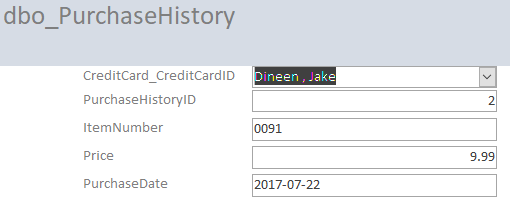 dbo_PurchaseHistory
CreditCard_CreditCardID Dineen , Jake
PurchaseHistoryID 2
ItemNumber 0091
Price 9.99
PurchaseDate 2017-07-22